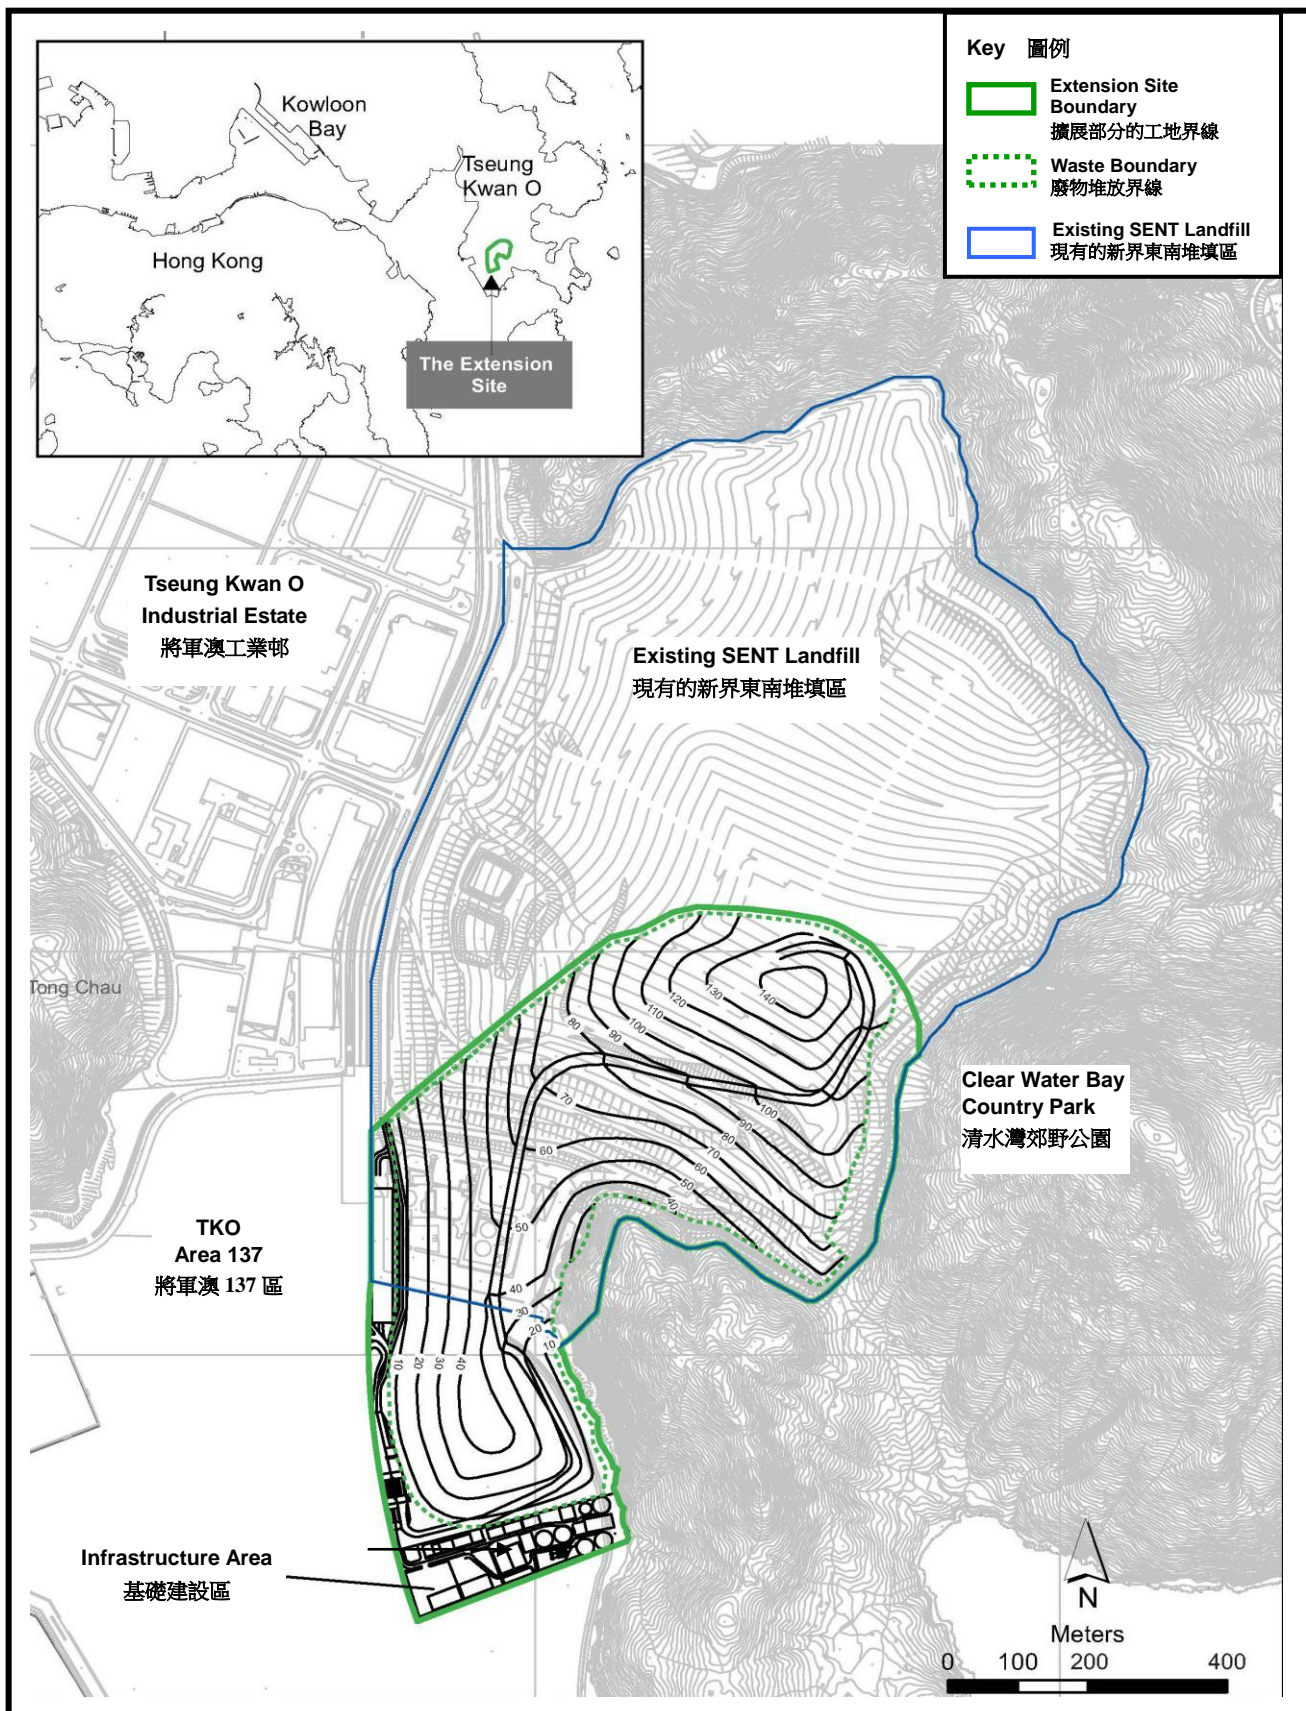 Key 圖例
Extension Site
Boundary
擴展部分的工地界線
Waste Boundary
廢物堆放界線
Existing SENT Landfill
現有的新界東南堆填區
Kowloon
Bay
Tseung
Kwan O
Hong Kong
The Extension
Site
Tseung Kwan O
Industrial Estate
將軍澳工業邨
Existing SENT Landfill
現有的新界東南堆填區
Tong Chau
Clear Water Bay
Country Park
清水灣郊野公園
TKO
Area 137
將軍澳 137 區
140
130
120
110
100
90
80
70
60
50
40
30
20
10
100
90
80
70
60
50
40
10
20
30
40
Infrastructure Area
基礎建設區
N
Meters
0 100 200 400